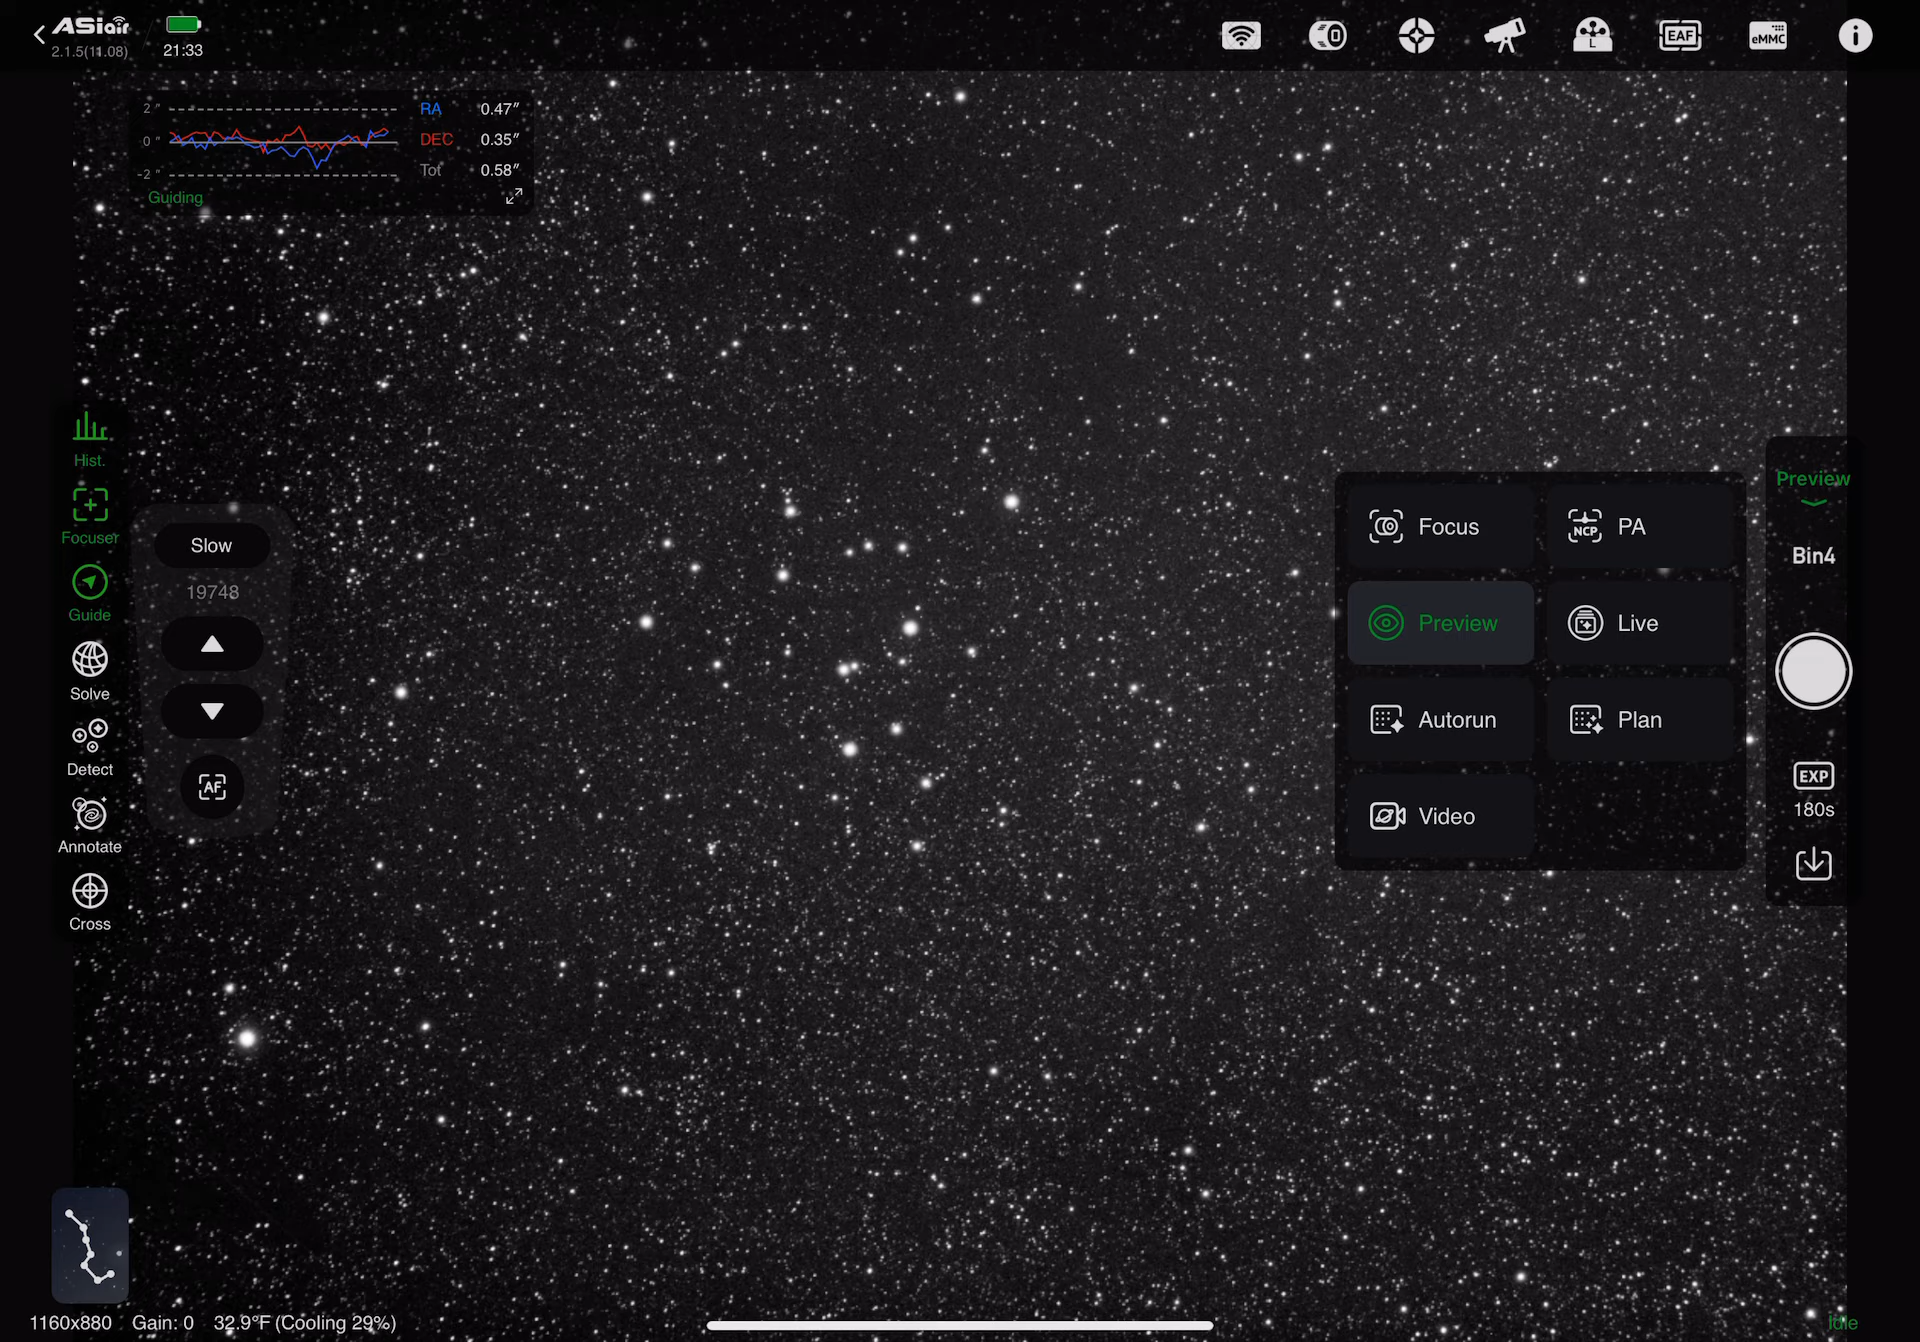 ASiair
2.1.5(11.08)
21:33
L
EAF
eMMC
2 "
0 "
-2 "
RA 0.47"
DEC 0.35"
Tot 0.58"
Guiding
Hist.
Focuser
Guide
Solve
Detect
Annotate
Cross
Slow
19748
AF
Focus
NCP
PA
Preview
Live
Autorun
Plan
Video
Preview
Bin4
EXP
180s
1160x880 Gain: 0 32.9°F (Cooling 29%)
Idle